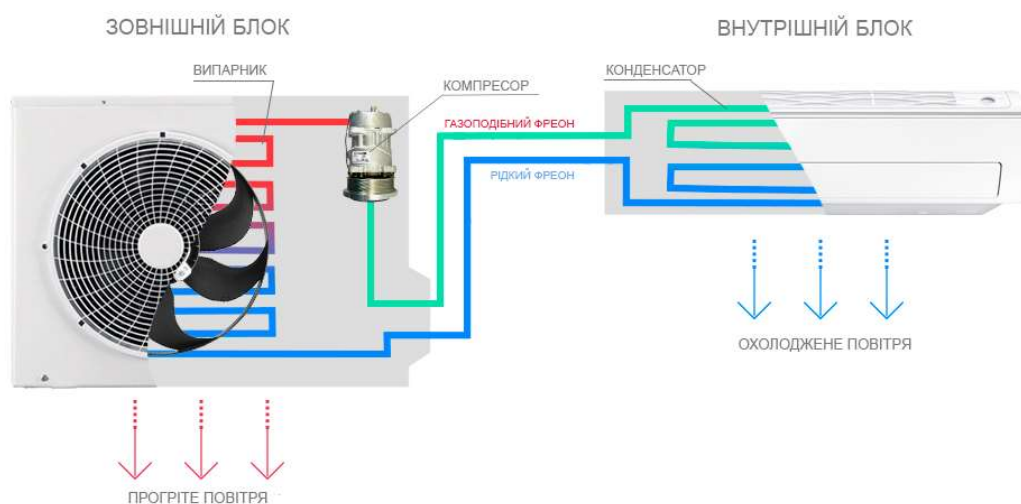 ЗОВНІШНІЙ БЛОК
ВНУТРІШНІЙ БЛОК
ВИПАРНИК
КОМПРЕСОР
КОНДЕНСАТОР
ГАЗОПОДІБНИЙ ФРЕОН
РІДКИЙ ФРЕОН
ОХОЛОДЖЕНЕ ПОВІТРЯ
ПРОГРІТЕ ПОВІТРЯ